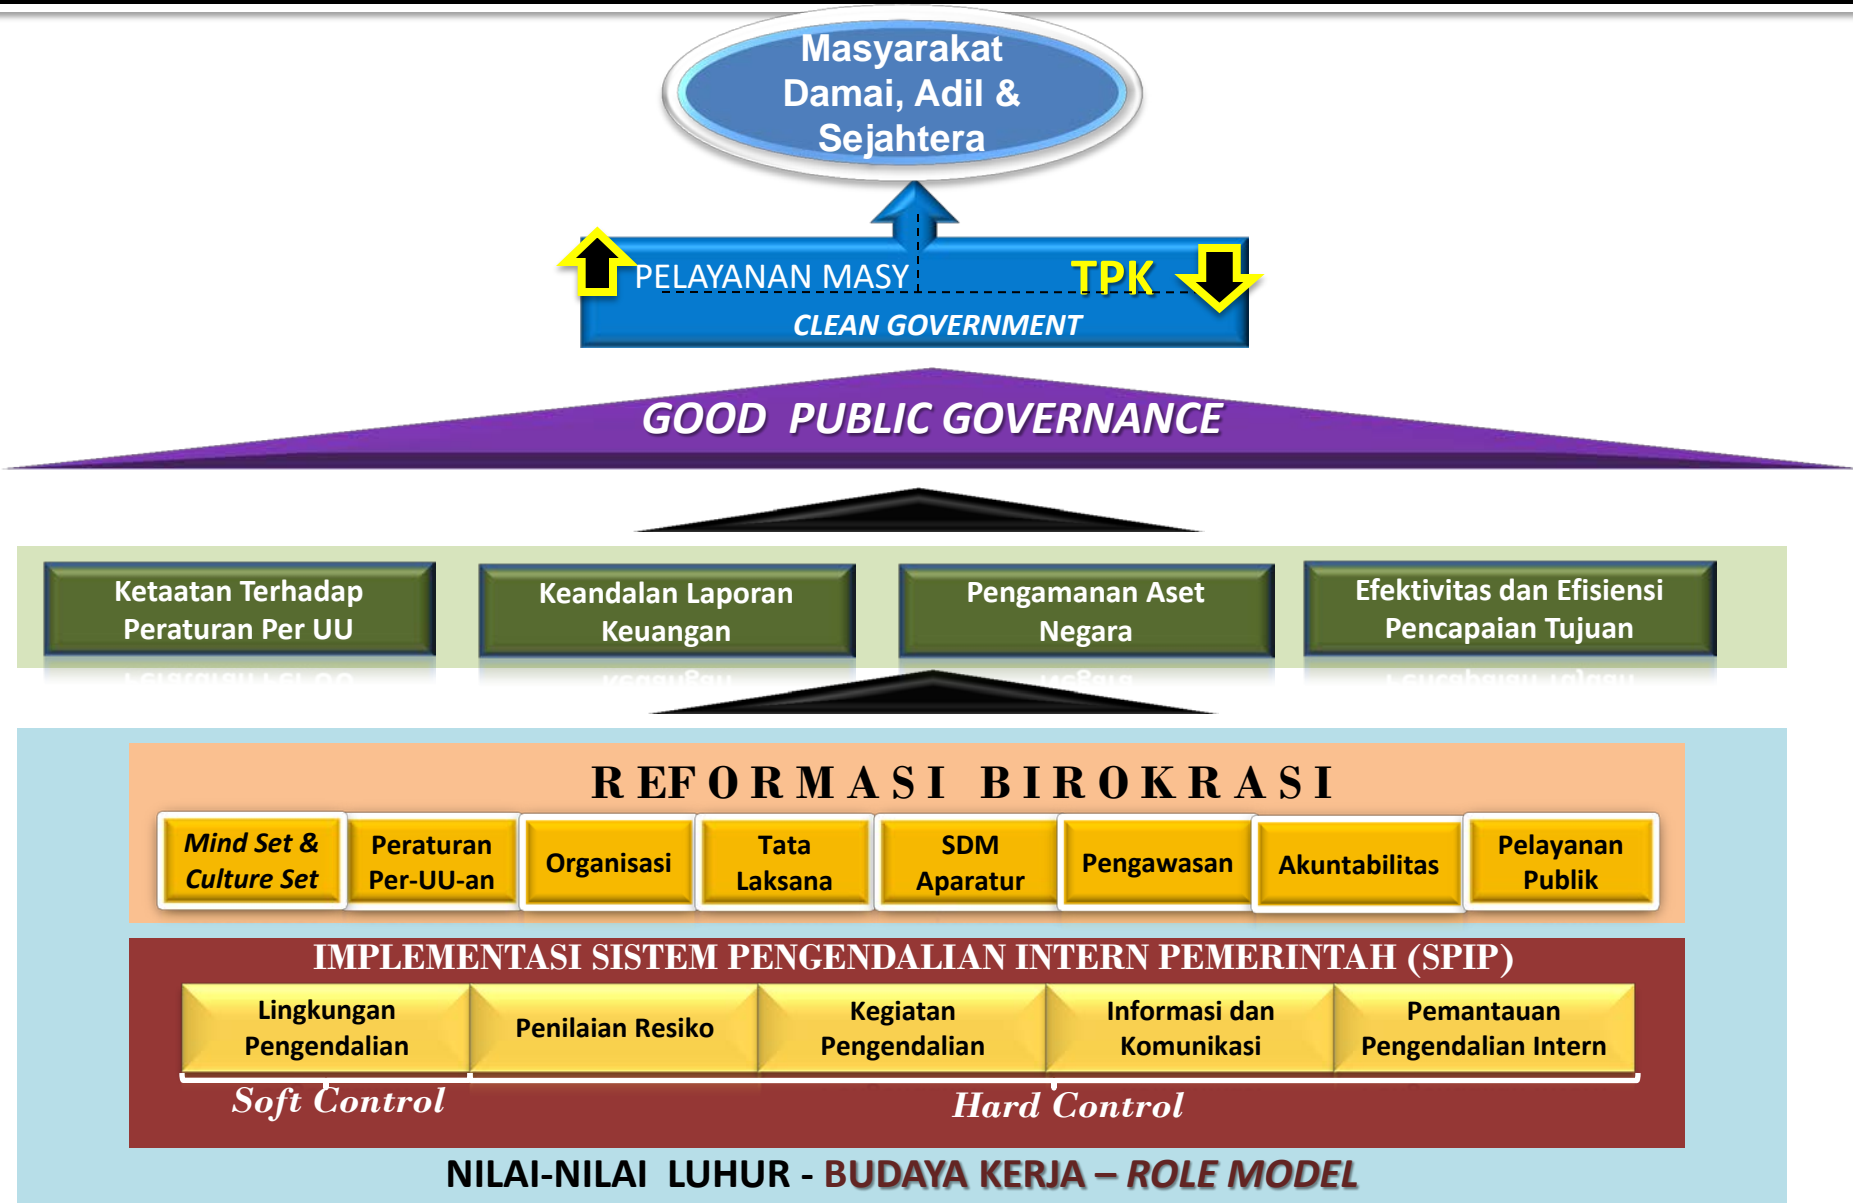 Masyarakat
Damai, Adil &
Sejahtera
PELAYANAN MASY
TPK
CLEAN GOVERNMENT
GOOD PUBLIC GOVERNANCE
Ketaatan Terhadap
Peraturan Per UU
Keandalan Laporan
Keuangan
Pengamanan Aset
Negara
Efektivitas dan Efisiensi
Pencapaian Tujuan
REFORMASI BIROKRASI
Mind Set &
Culture Set
Peraturan
Per-UU-an
Organisasi
Tata
Laksana
SDM
Aparatur
Pengawasan
Akuntabilitas
Pelayanan
Publik
IMPLEMENTASI SISTEM PENGENDALIAN INTERN PEMERINTAH (SPIP)
Lingkungan
Pengendalian
Penilaian Resiko
Kegiatan
Pengendalian
Informasi dan
Komunikasi
Pemantauan
Pengendalian Intern
Soft Control
Hard Control
NILAI-NILAI LUHUR - BUDAYA KERJA – ROLE MODEL